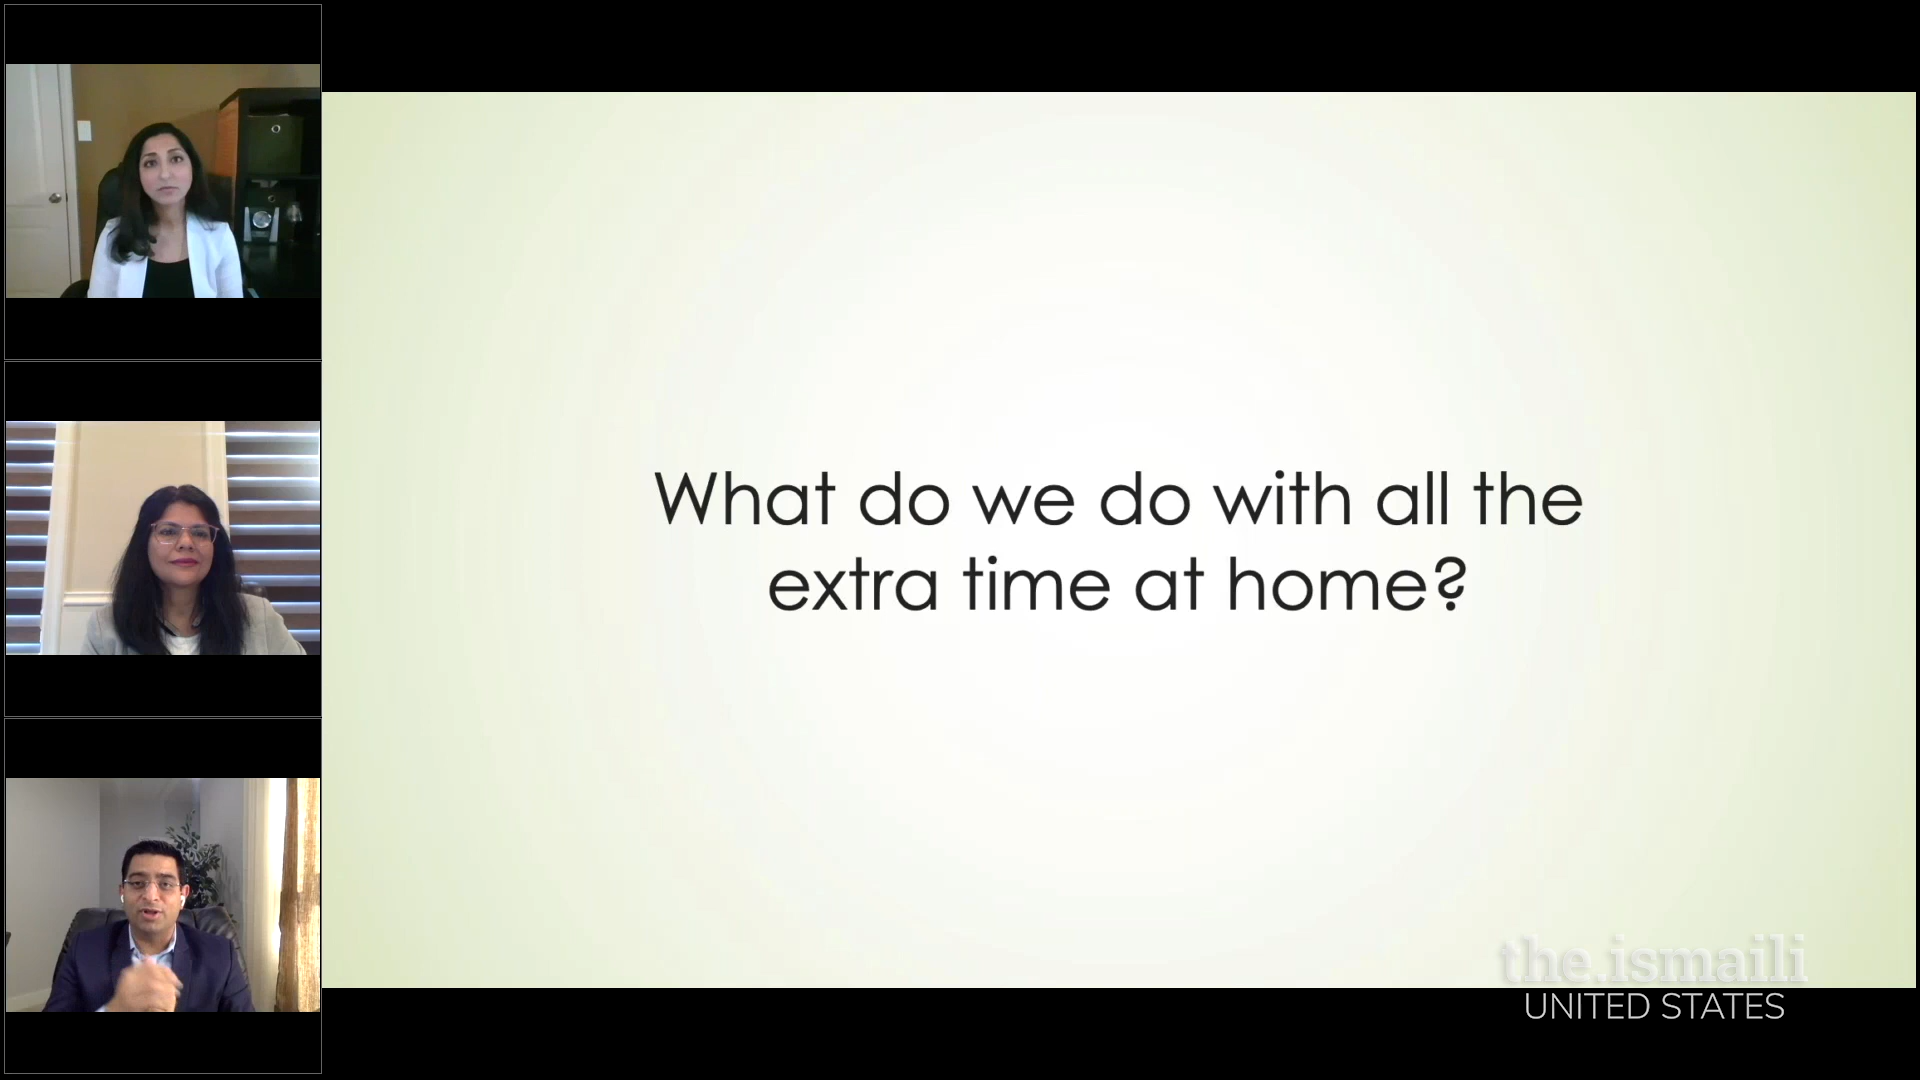 What do we do with all the
extra time at home?
the.ismaili
UNITED STATES